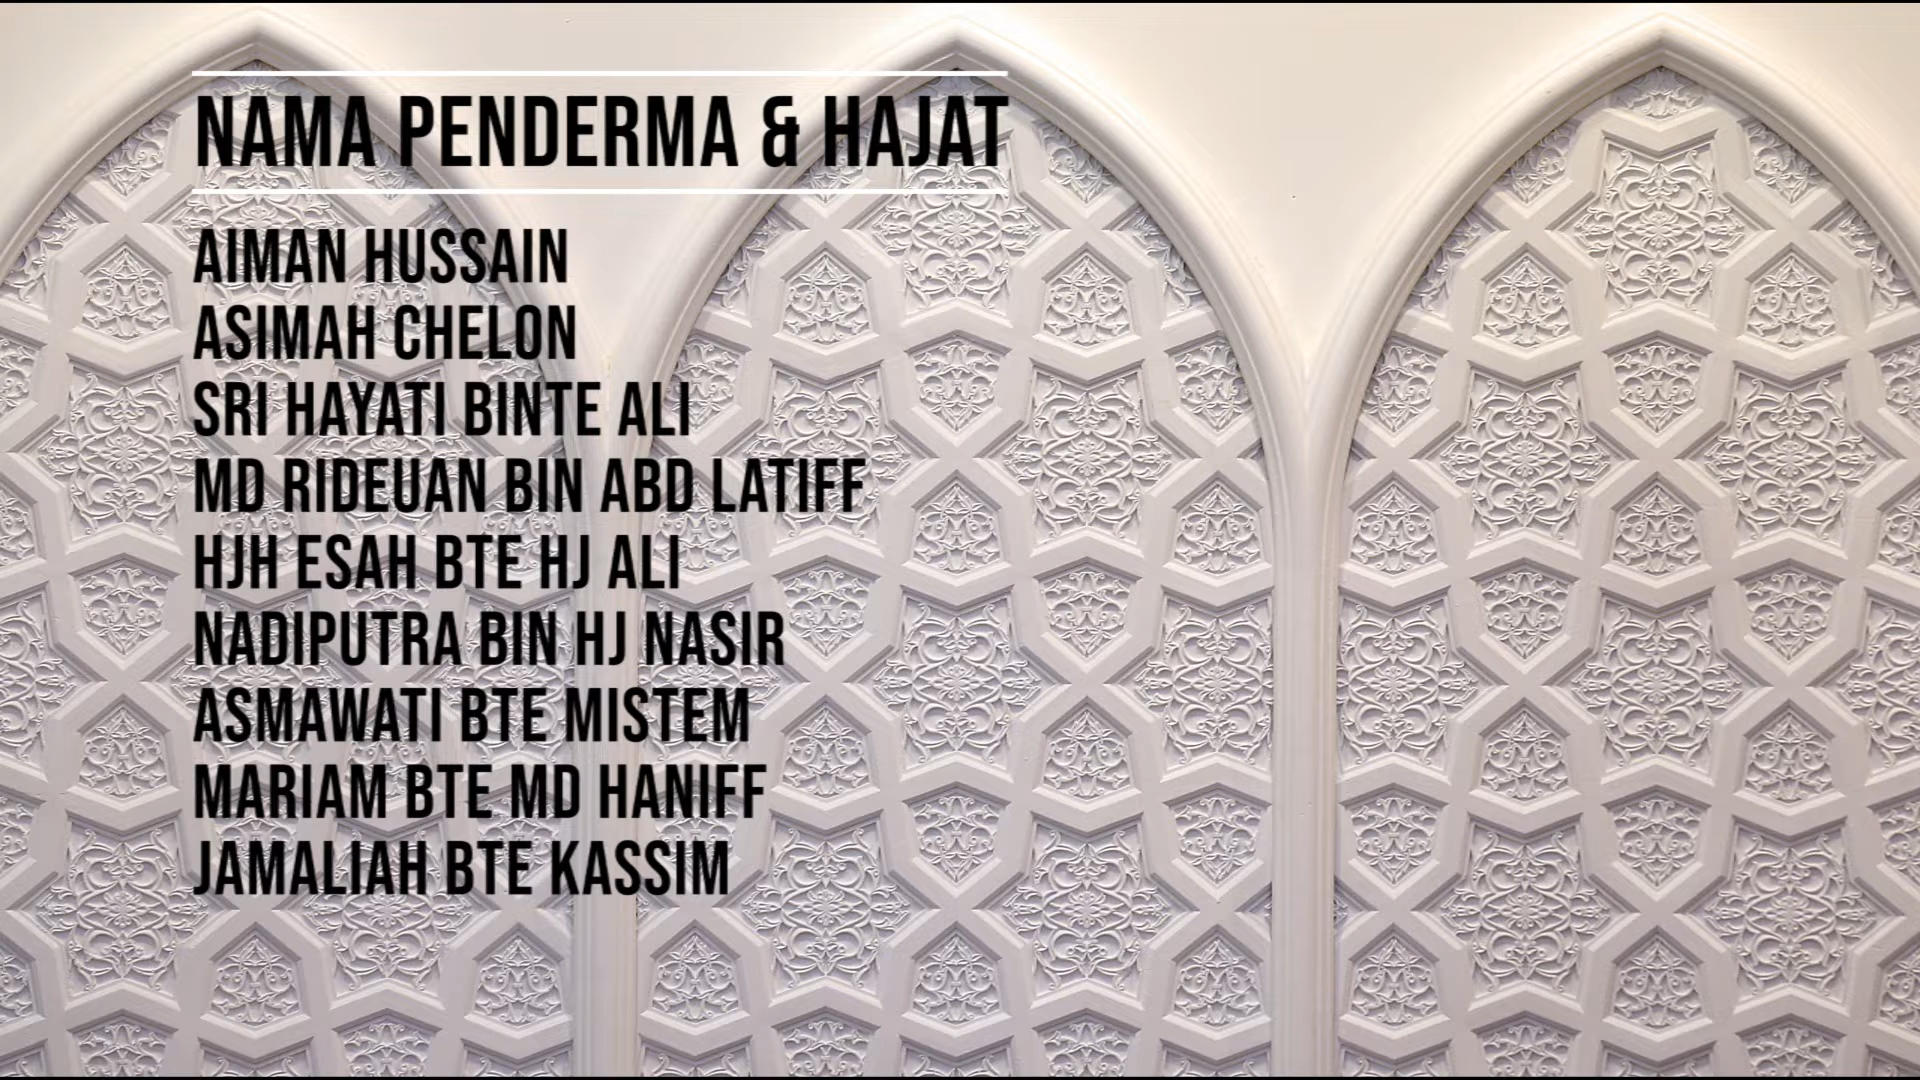 NAMA PENDERMA & HAJAT
AIMAN HUSSAIN
ASIMAH CHELON
SRI HAYATI BINTE ALI
MD RIDEUAN BIN ABD LATIFF
HJH ESAH BTE HJ ALI
NADIPUTRA BIN HJ NASIR
ASMAWATI BTE MISTEM
MARIAM BTE MD HANIFF
JAMALIAH BTE KASSIM